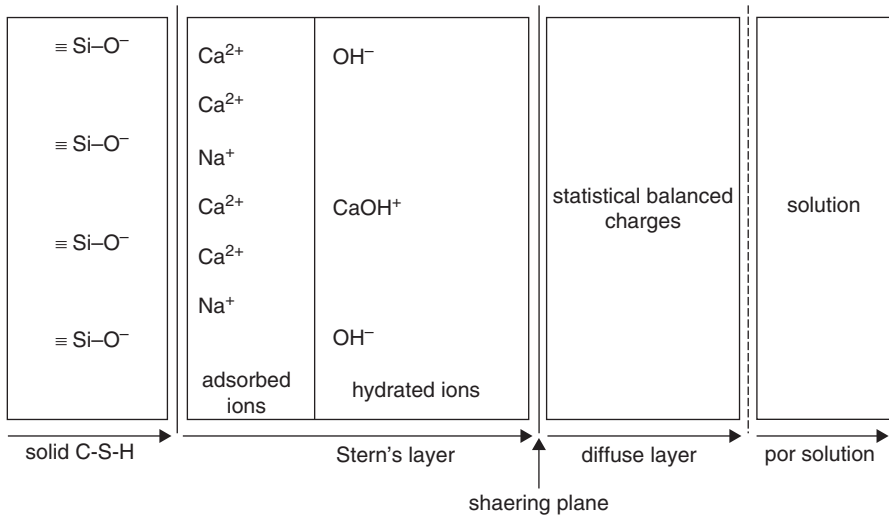 ≡ Si–O⁻
≡ Si–O⁻
≡ Si–O⁻
≡ Si–O⁻
Ca²⁺
Ca²⁺
Na⁺
Ca²⁺
Ca²⁺
Na⁺
adsorbed
ions
OH⁻
CaOH⁺
OH⁻
hydrated ions
statistical balanced
charges
solution
solid C-S-H
Stern’s layer
diffuse layer
por solution
shaering plane